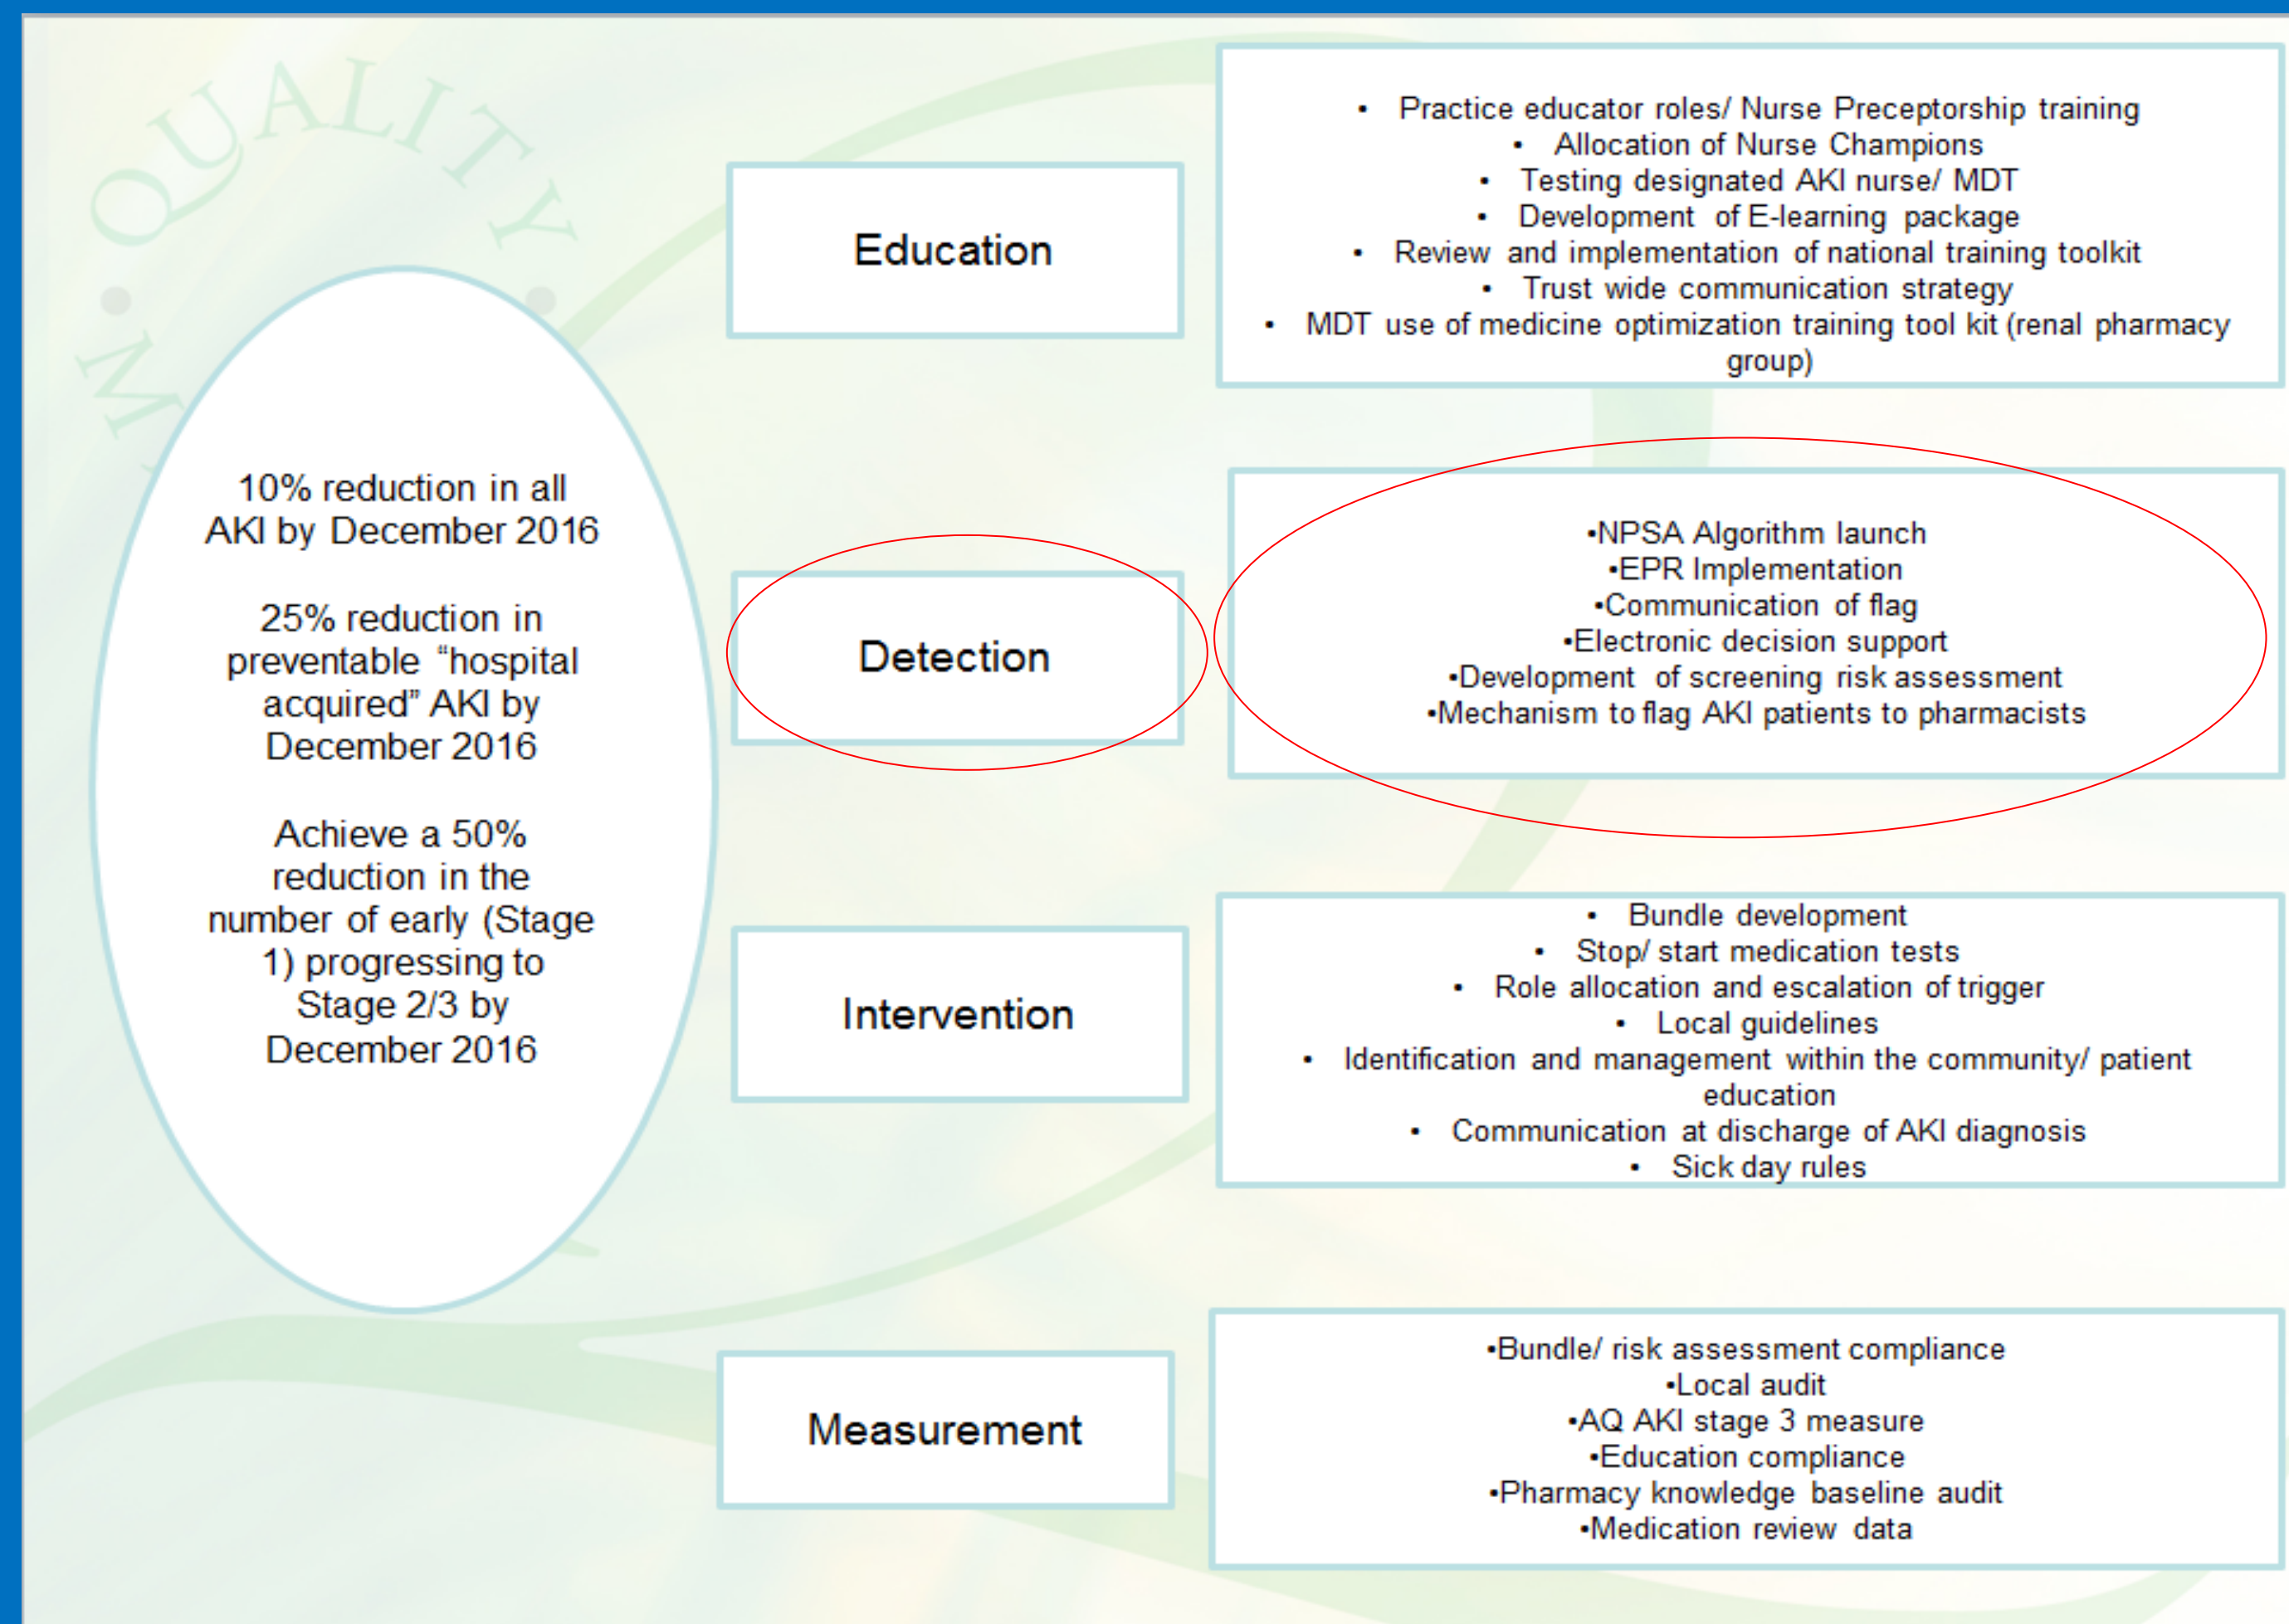 QUALITY
10% reduction in all
AKI by December 2016
25% reduction in
preventable “hospital
acquired” AKI by
December 2016
Achieve a 50%
reduction in the
number of early (Stage
1) progressing to
Stage 2/3 by
December 2016
Education
• Practice educator roles/ Nurse Preceptorship training
• Allocation of Nurse Champions
• Testing designated AKI nurse/ MDT
• Development of E-learning package
• Review and implementation of national training toolkit
• Trust wide communication strategy
• MDT use of medicine optimization training tool kit (renal pharmacy
group)
Detection
•NPSA Algorithm launch
•EPR Implementation
•Communication of flag
•Electronic decision support
•Development of screening risk assessment
•Mechanism to flag AKI patients to pharmacists
Intervention
• Bundle development
• Stop/ start medication tests
• Role allocation and escalation of trigger
• Local guidelines
• Identification and management within the community/ patient
education
• Communication at discharge of AKI diagnosis
• Sick day rules
Measurement
•Bundle/ risk assessment compliance
•Local audit
•AQ AKI stage 3 measure
•Education compliance
•Pharmacy knowledge baseline audit
•Medication review data